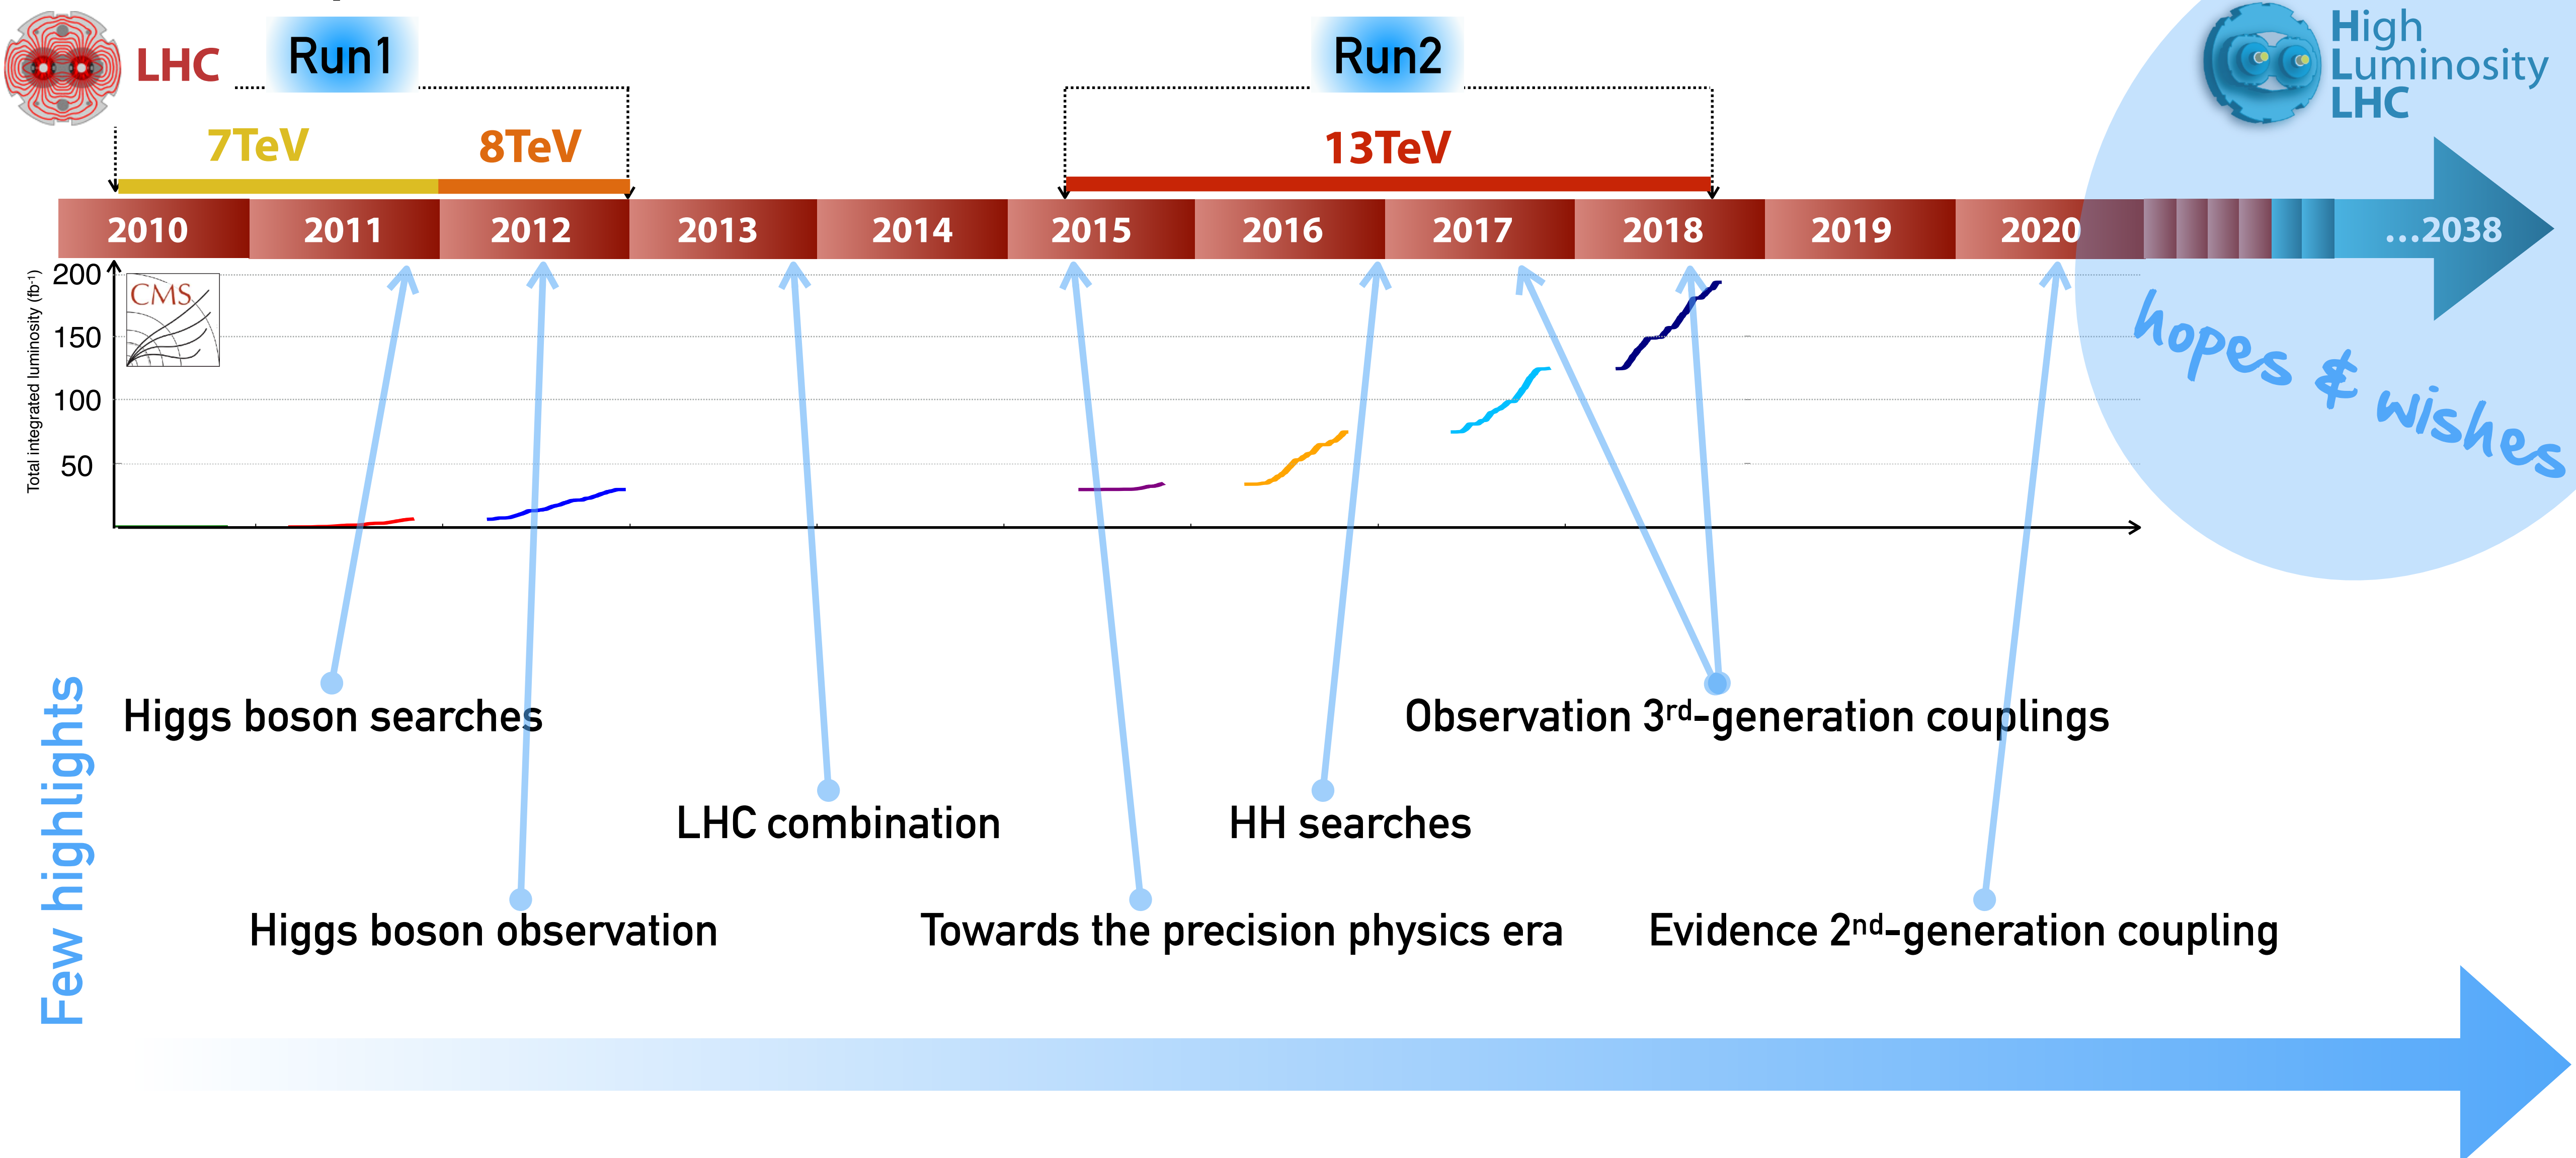 LHC
Run1
Run2
High
Luminosity
LHC
7TeV
8TeV
13TeV
2010
2011
2012
2013
2014
2015
2016
2017
2018
2019
2020
...2038
200
150
100
50
Total integrated luminosity (fb⁻¹)
CMS
hopes & wishes
Few highlights
Higgs boson searches
Observation 3rd-generation couplings
LHC combination
HH searches
Higgs boson observation
Towards the precision physics era
Evidence 2nd-generation coupling